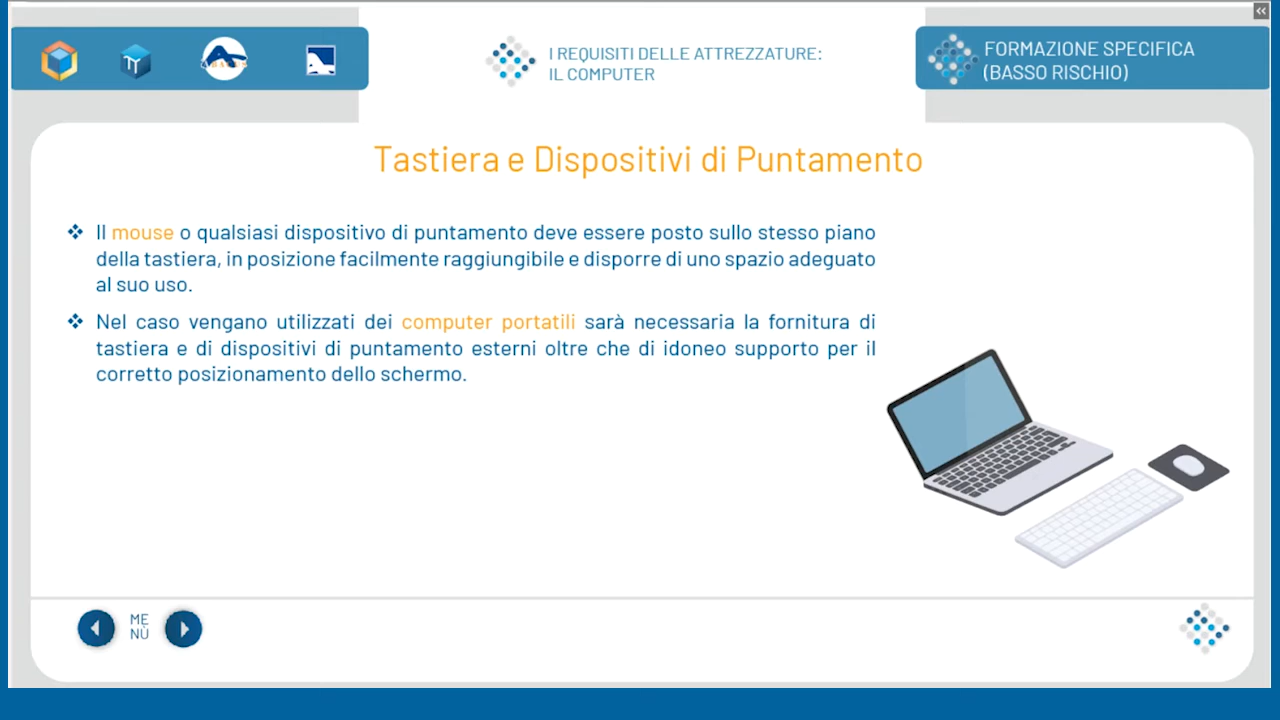 I REQUISITI DELLE ATTREZZATURE:
IL COMPUTER
FORMAZIONE SPECIFICA
(BASSO RISCHIO)
Tastiera e Dispositivi di Puntamento
Il mouse o qualsiasi dispositivo di puntamento deve essere posto sullo stesso piano
della tastiera, in posizione facilmente raggiungibile e disporre di uno spazio adeguato
al suo uso.
Nel caso vengano utilizzati dei computer portatili sarà necessaria la fornitura di
tastiera e di dispositivi di puntamento esterni oltre che di idoneo supporto per il
corretto posizionamento dello schermo.
ME
NÙ